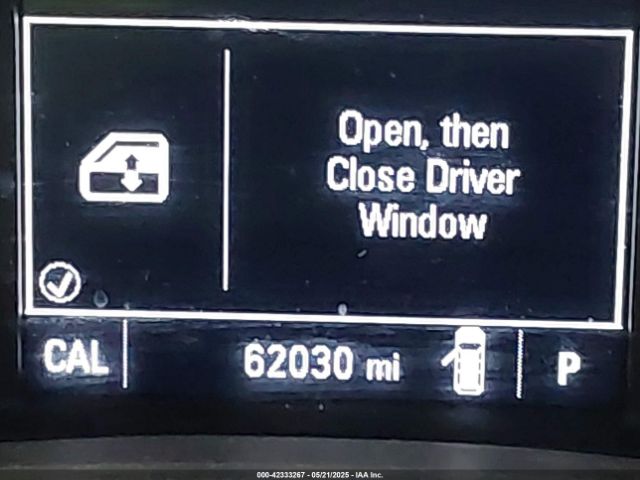 Open, then
Close Driver
Window
CAL
62030 mi
P
000-42333267 - 05/21/2025 - IAA Inc.